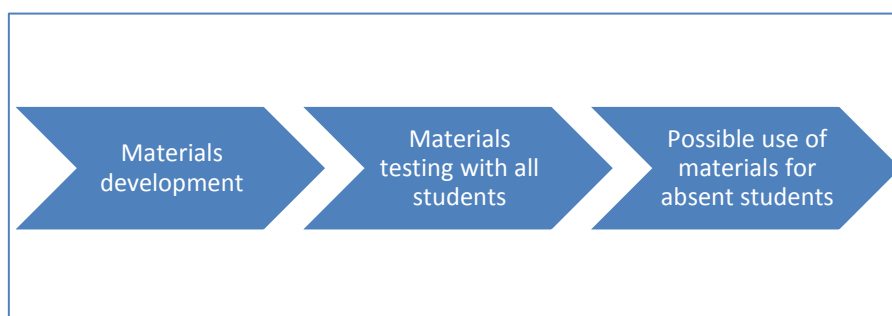 Materials
development
Materials
testing with all
students
Possible use of
materials for
absent students